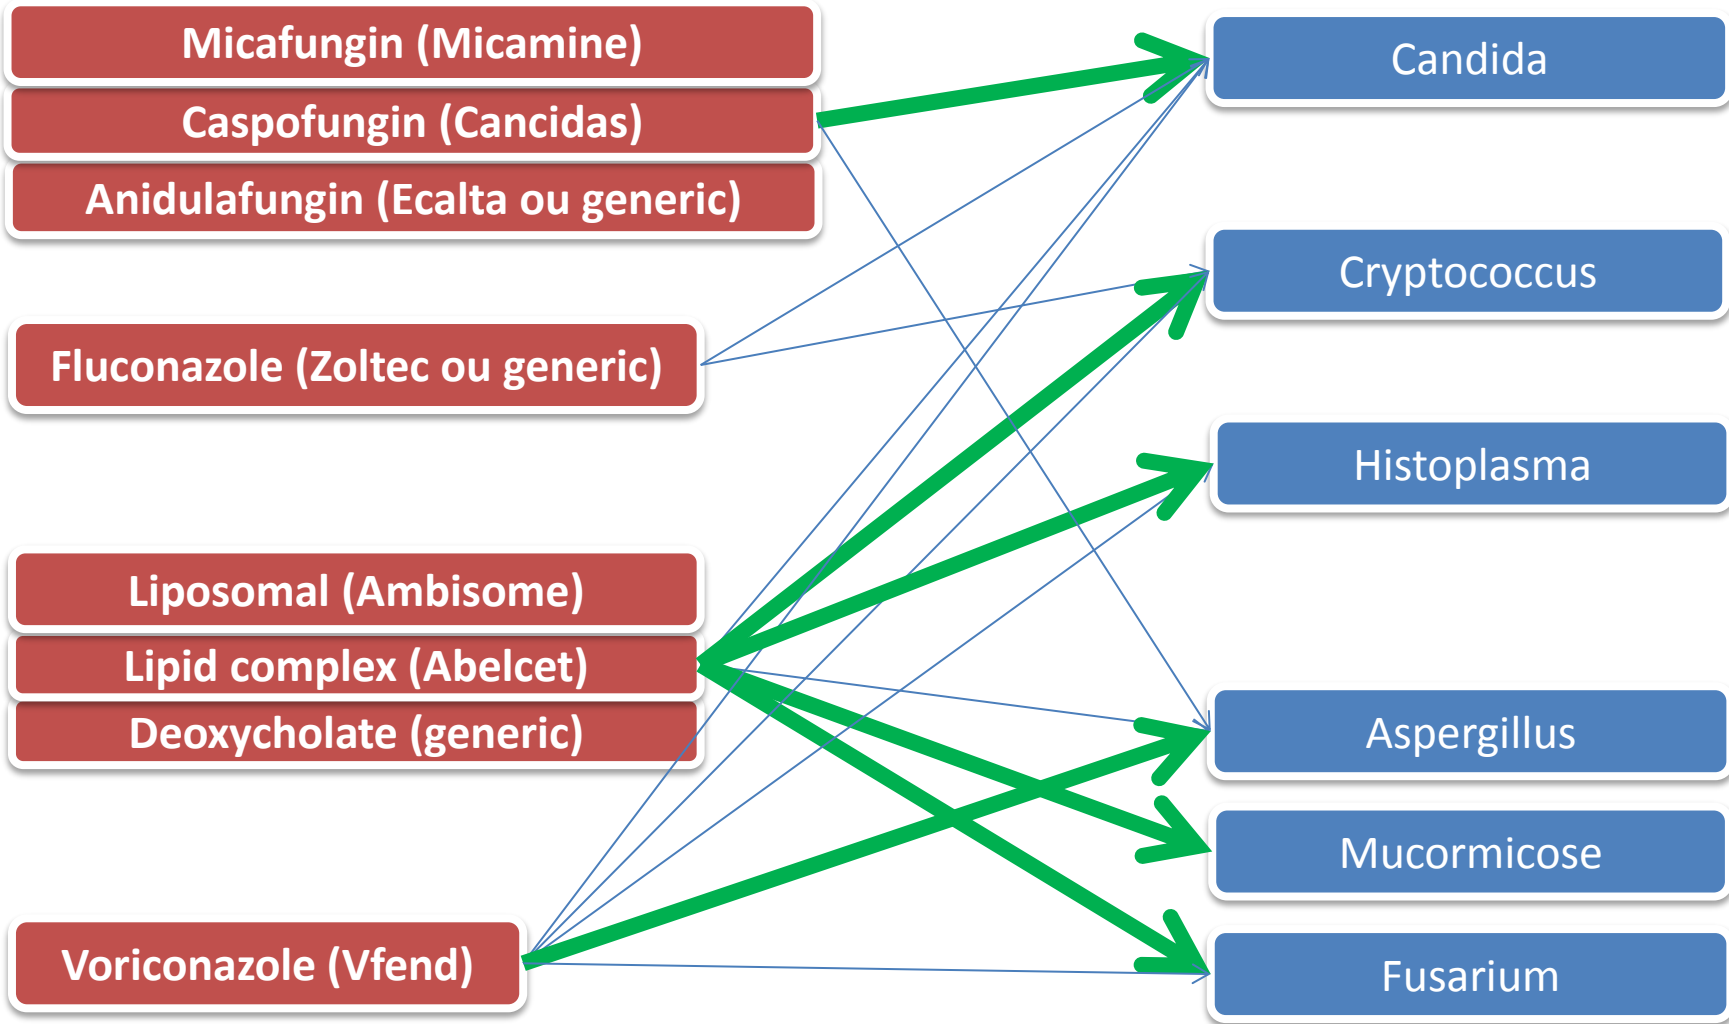 Micafungin (Micamine)
Caspofungin (Cancidas)
Anidulafungin (Ecalta ou generic)
Fluconazole (Zoltec ou generic)
Liposomal (Ambisome)
Lipid complex (Abelcet)
Deoxycholate (generic)
Voriconazole (Vfend)
Candida
Cryptococcus
Histoplasma
Aspergillus
Mucormicose
Fusarium